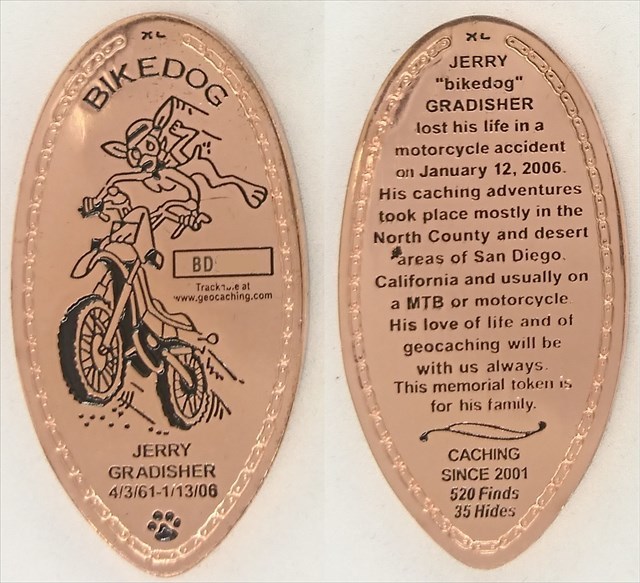 XL
BIKEDOG
BD
Trackable at
www.geocaching.com
JERRY
GRADISHER
4/3/61-1/13/06
XL
JERRY
"bikedog"
GRADISHER
lost his life in a
motorcycle accident
on January 12, 2006.
His caching adventures
took place mostly in the
North County and desert
areas of San Diego,
California and usually on
a MTB or motorcycle.
His love of life and of
geocaching will be
with us always.
This memorial token is
for his family.
CACHING
SINCE 2001
520 Finds
35 Hides